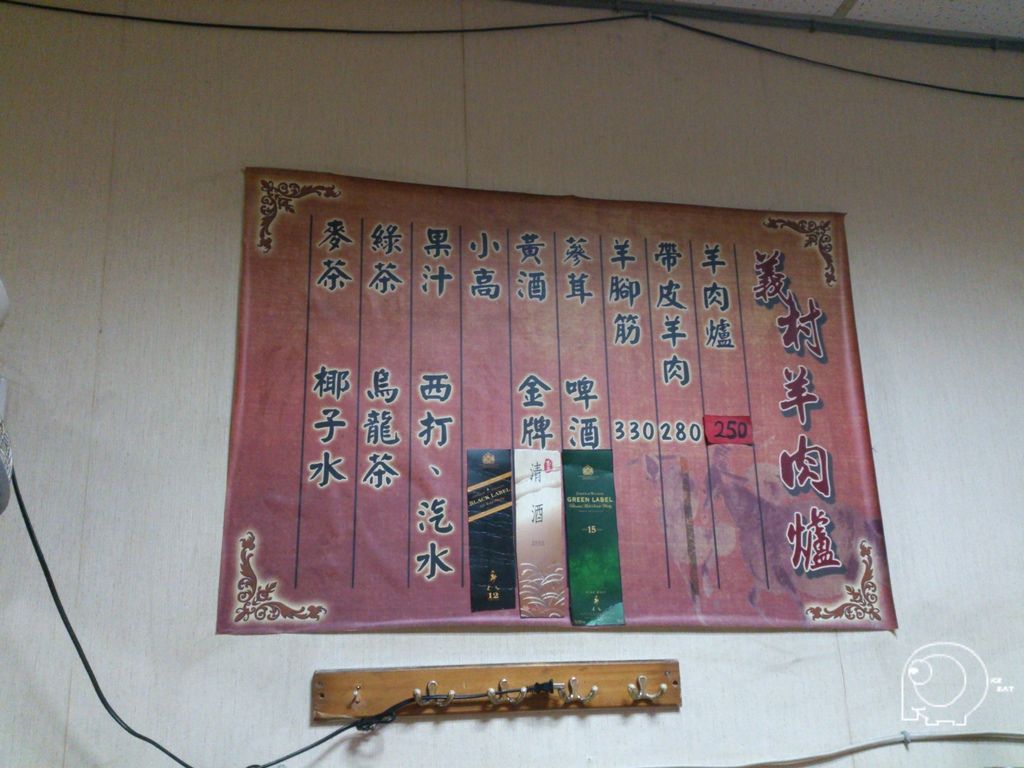 義村羊肉爐
羊肉爐 250
帶皮羊肉 280
羊腳筋 330
蔘茸 啤酒
黃酒 金牌
小高
果汁 西打、汽水
綠茶 烏龍茶
麥茶 椰子水
GREEN LABEL
15
清酒
BLACK LABEL
12